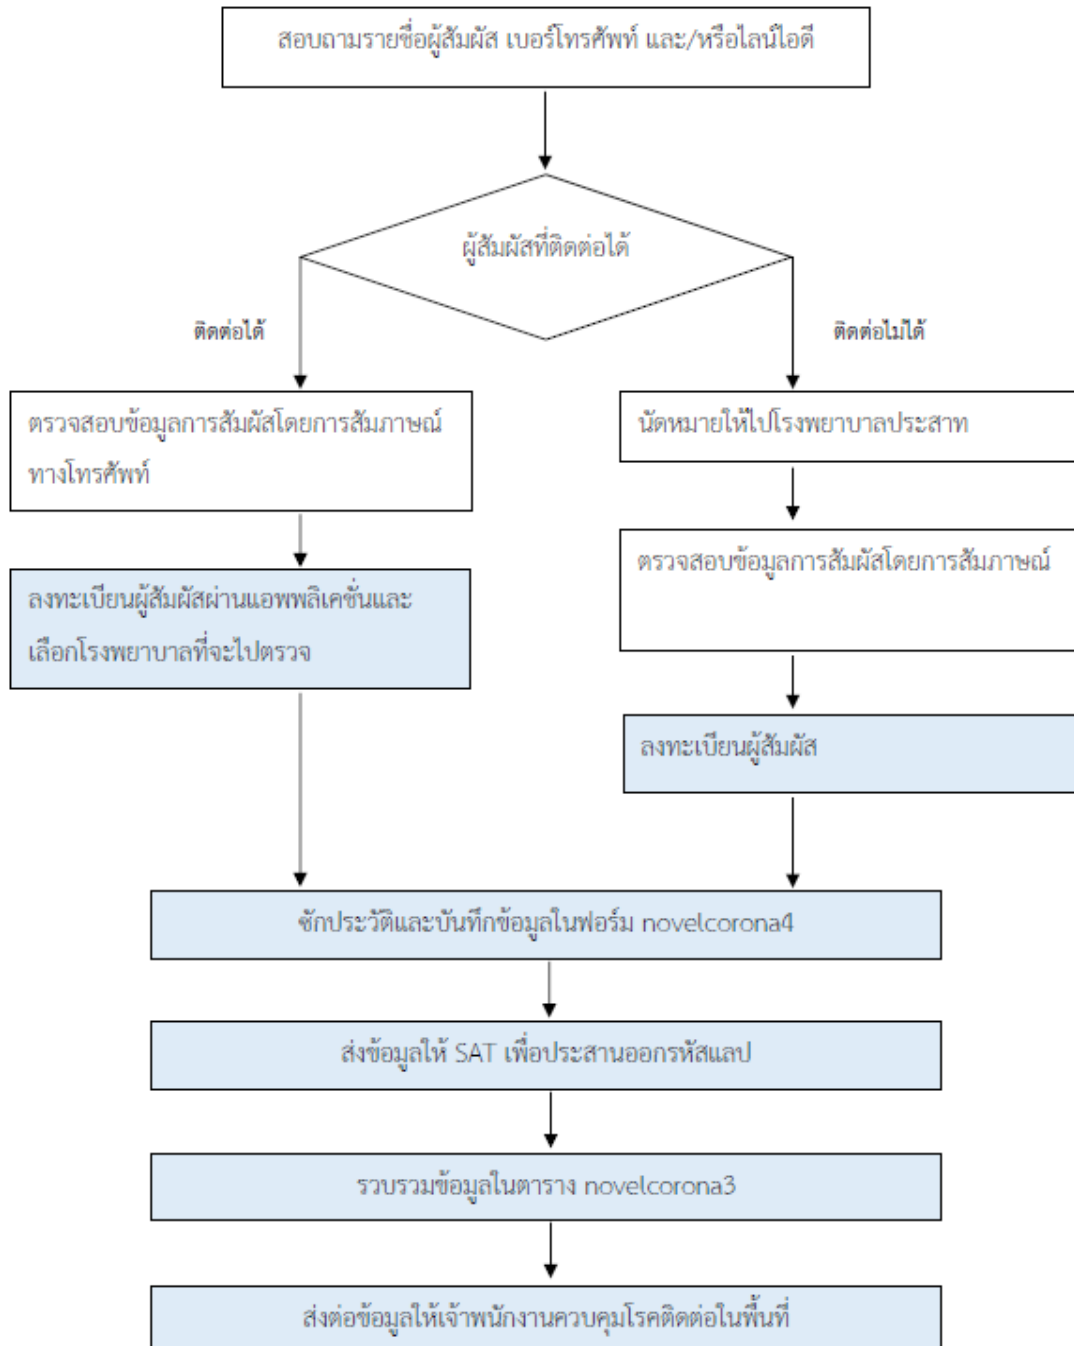 สอบถามรายชื่อผู้สัมผัส เบอร์โทรศัพท์ และ/หรือไลน์ไอดี
ผู้สัมผัสที่ติดต่อได้
ติดต่อได้
ติดต่อไม่ได้
ตรวจสอบข้อมูลการสัมผัสโดยการสัมภาษณ์
ทางโทรศัพท์
นัดหมายให้ไปโรงพยาบาลประสาท
ตรวจสอบข้อมูลการสัมผัสโดยการสัมภาษณ์
ลงทะเบียนผู้สัมผัสผ่านแอพพลิเคชั่นและ
เลือกโรงพยาบาลที่จะไปตรวจ
ลงทะเบียนผู้สัมผัส
ซักประวัติและบันทึกข้อมูลในฟอร์ม novelcorona4
ส่งข้อมูลให้ SAT เพื่อประสานออกรหัสแลป
รวบรวมข้อมูลในตาราง novelcorona3
ส่งต่อข้อมูลให้เจ้าพนักงานควบคุมโรคติดต่อในพื้นที่